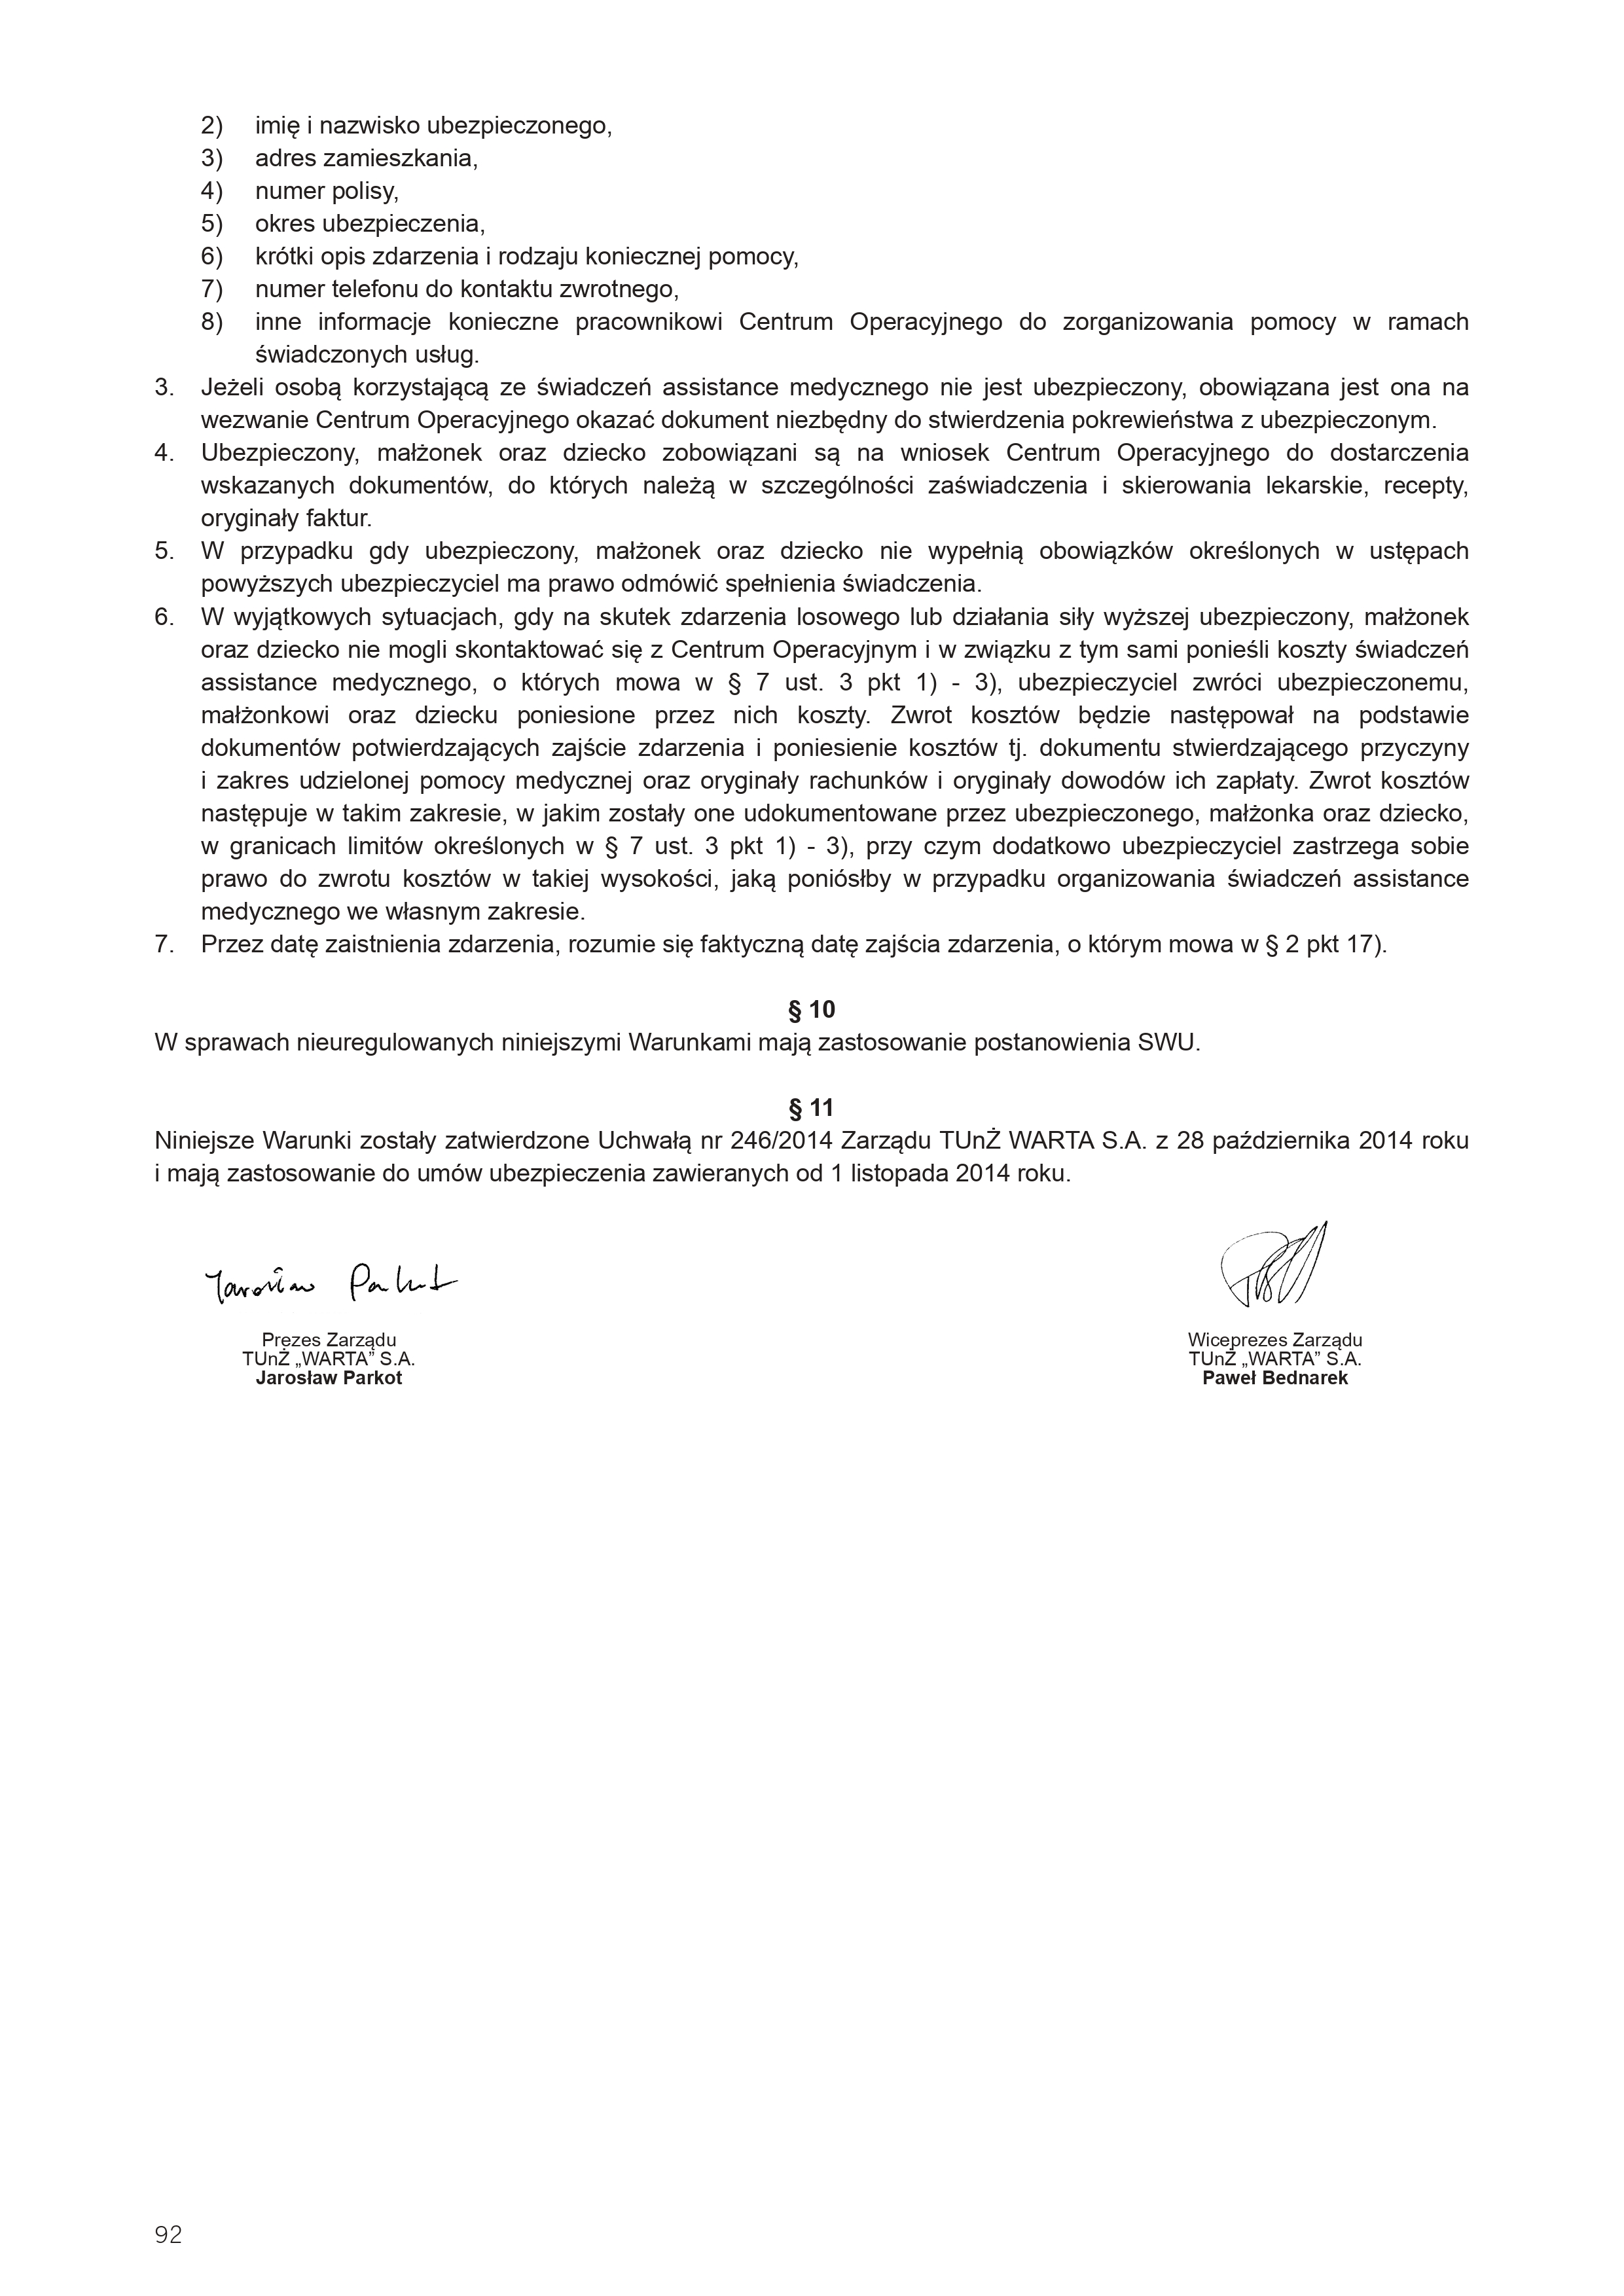 2) imię i nazwisko ubezpieczonego,
3) adres zamieszkania,
4) numer polisy,
5) okres ubezpieczenia,
6) krótki opis zdarzenia i rodzaju koniecznej pomocy,
7) numer telefonu do kontaktu zwrotnego,
8) inne informacje konieczne pracownikowi Centrum Operacyjnego do zorganizowania pomocy w ramach
świadczonych usług.
3. Jeżeli osobą korzystającą ze świadczeń assistance medycznego nie jest ubezpieczony, obowiązana jest ona na
wezwanie Centrum Operacyjnego okazać dokument niezbędny do stwierdzenia pokrewieństwa z ubezpieczonym.
4. Ubezpieczony, małżonek oraz dziecko zobowiązani są na wniosek Centrum Operacyjnego do dostarczenia
wskazanych dokumentów, do których należą w szczególności zaświadczenia i skierowania lekarskie, recepty,
oryginały faktur.
5. W przypadku gdy ubezpieczony, małżonek oraz dziecko nie wypełnią obowiązków określonych w ustępach
powyższych ubezpieczyciel ma prawo odmówić spełnienia świadczenia.
6. W wyjątkowych sytuacjach, gdy na skutek zdarzenia losowego lub działania siły wyższej ubezpieczony, małżonek
oraz dziecko nie mogli skontaktować się z Centrum Operacyjnym i w związku z tym sami ponieśli koszty świadczeń
assistance medycznego, o których mowa w § 7 ust. 3 pkt 1) - 3), ubezpieczyciel zwróci ubezpieczonemu,
małżonkowi oraz dziecku poniesione przez nich koszty. Zwrot kosztów będzie następował na podstawie
dokumentów potwierdzających zajście zdarzenia i poniesienie kosztów tj. dokumentu stwierdzającego przyczyny
i zakres udzielonej pomocy medycznej oraz oryginały rachunków i oryginały dowodów ich zapłaty. Zwrot kosztów
następuje w takim zakresie, w jakim zostały one udokumentowane przez ubezpieczonego, małżonka oraz dziecko,
w granicach limitów określonych w § 7 ust. 3 pkt 1) - 3), przy czym dodatkowo ubezpieczyciel zastrzega sobie
prawo do zwrotu kosztów w takiej wysokości, jaką poniósłby w przypadku organizowania świadczeń assistance
medycznego we własnym zakresie.
7. Przez datę zaistnienia zdarzenia, rozumie się faktyczną datę zajścia zdarzenia, o którym mowa w § 2 pkt 17).
§ 10
W sprawach nieuregulowanych niniejszymi Warunkami mają zastosowanie postanowienia SWU.
§ 11
Niniejsze Warunki zostały zatwierdzone Uchwałą nr 246/2014 Zarządu TUnŻ WARTA S.A. z 28 października 2014 roku
i mają zastosowanie do umów ubezpieczenia zawieranych od 1 listopada 2014 roku.
Jarosław Parkot
Prezes Zarządu
TUnŻ „WARTA” S.A.
Jarosław Parkot
Wiceprezes Zarządu
TUnŻ „WARTA” S.A.
Paweł Bednarek
92